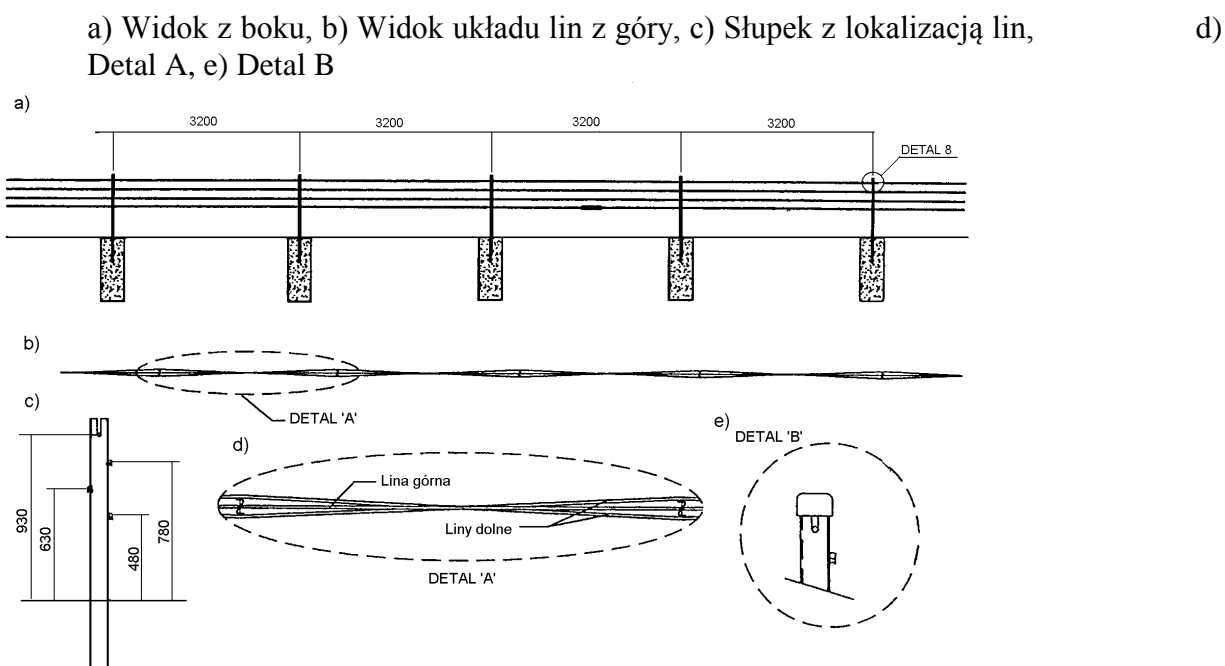 a) Widok z boku, b) Widok układu lin z góry, c) Słupek z lokalizacją lin, d)
Detal A, e) Detal B
a)
3200 3200 3200 3200
DETAL 8
b)
DETAL 'A'
c)
930
630
480
780
d)
Lina górna
Liny dolne
DETAL 'A'
e)
DETAL 'B'